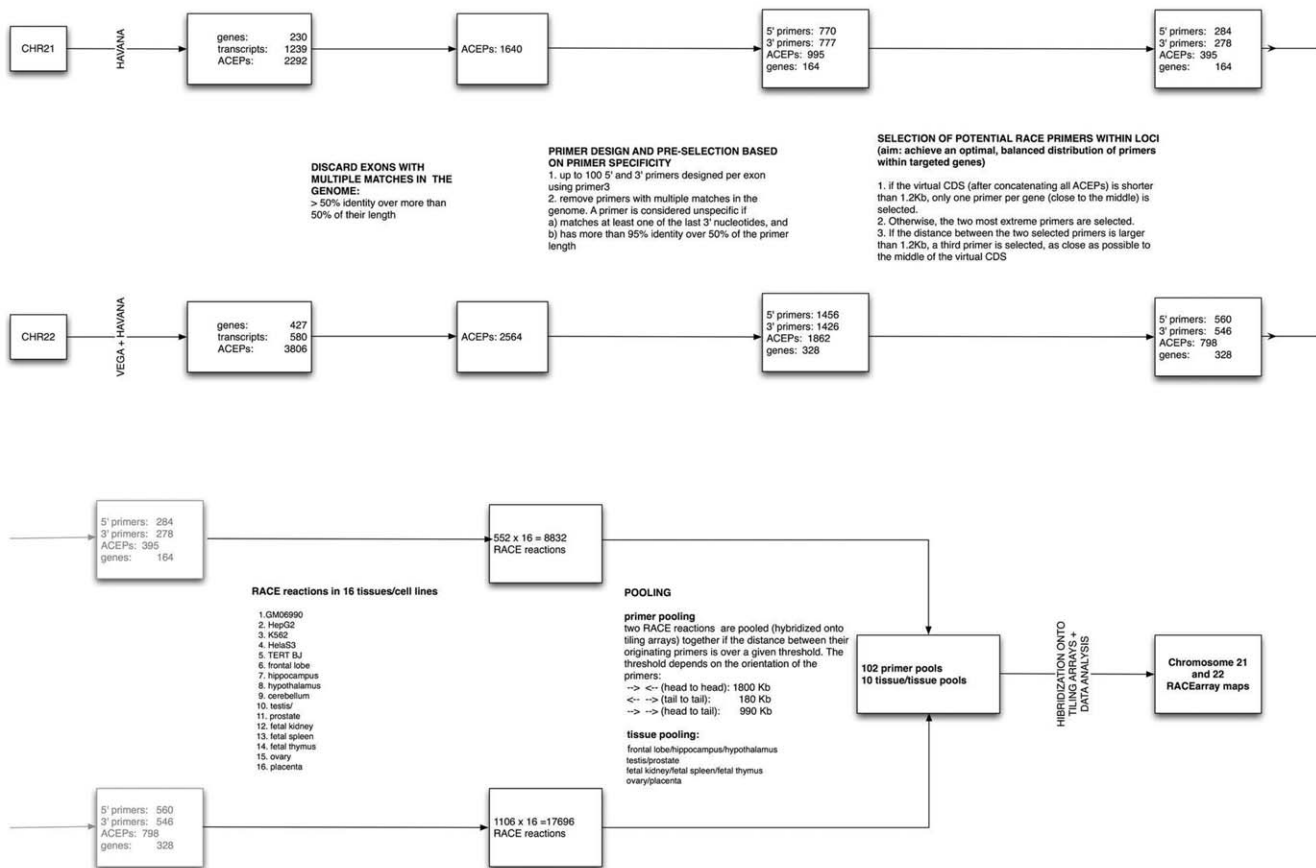 CHR21
HAVANA
genes: 230
transcripts: 1239
ACEPs: 2292
ACEPs: 1640
5' primers: 770
3' primers: 777
ACEPs: 995
genes: 164
5' primers: 284
3' primers: 278
ACEPs: 395
genes: 164
DISCARD EXONS WITH
MULTIPLE MATCHES IN THE
GENOME:
> 50% identity over more than
50% of their length
PRIMER DESIGN AND PRE-SELECTION BASED
ON PRIMER SPECIFICITY
1. up to 100 5' and 3' primers designed per exon
using primer3
2. remove primers with multiple matches in the
genome. A primer is considered unspecific if
a) matches at least one of the last 3' nucleotides, and
b) has more than 95% identity over 50% of the primer
length
SELECTION OF POTENTIAL RACE PRIMERS WITHIN LOCI
(aim: achieve an optimal, balanced distribution of primers
within targeted genes)
1. if the virtual CDS (after concatenating all ACEPs) is shorter
than 1.2Kb, only one primer per gene (close to the middle) is
selected.
2. Otherwise, the two most extreme primers are selected.
3. If the distance between the two selected primers is larger
than 1.2Kb, a third primer is selected, as close as possible to
the middle of the virtual CDS
CHR22
VEGA + HAVANA
genes: 427
transcripts: 580
ACEPs: 3806
ACEPs: 2564
5' primers: 1456
3' primers: 1426
ACEPs: 1862
genes: 328
5' primers: 560
3' primers: 546
ACEPs: 798
genes: 328
5' primers: 284
3' primers: 278
ACEPs: 395
genes: 164
552 x 16 = 8832
RACE reactions
RACE reactions in 16 tissues/cell lines
1.GM06990
2. HepG2
3. K562
4. HelaS3
5. TERT BJ
6. frontal lobe
7. hippocampus
8. hypothalamus
9. cerebellum
10. testis/
11. prostate
12. fetal kidney
13. fetal spleen
14. fetal thymus
15. ovary
16. placenta
POOLING
primer pooling
two RACE reactions are pooled (hybridized onto
tiling arrays) together if the distance between their
originating primers is over a given threshold. The
threshold depends on the orientation of the
primers:
--> <-- (head to head): 1800 Kb
<-- --> (tail to tail): 180 Kb
--> --> (head to tail): 990 Kb
tissue pooling:
frontal lobe/hippocampus/hypothalamus
testis/prostate
fetal kidney/fetal spleen/fetal thymus
ovary/placenta
102 primer pools
10 tissue/tissue pools
HIBRIDIZATION ONTO
TILING ARRAYS +
DATA ANALYSIS
Chromosome 21
and 22
RACEarray maps
5' primers: 560
3' primers: 546
ACEPs: 798
genes: 328
1106 x 16 =17696
RACE reactions